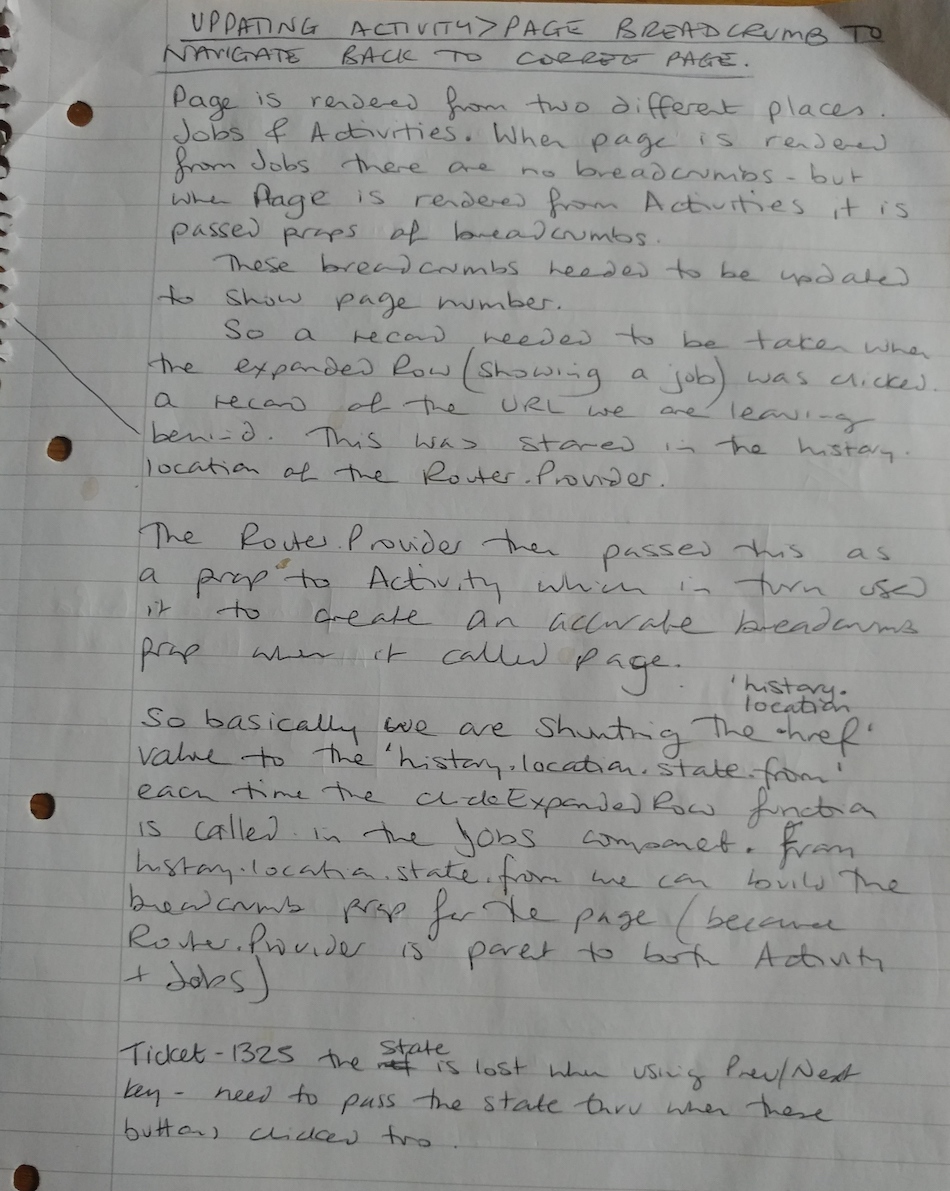 UPPDATING ACTIVITY>PAGE BREADCRUMB TO
NAVIGATE BACK TO CORREC PAGE.
Page is rendered from two different places.
Jobs & Activities. When page is rendered
from Jobs there are no breadcrumbs - but
when Page is rendered from Activities it is
passed props of breadcrumbs.
These breadcrumbs needed to be updated
to show page number.
So a record needed to be taken when
the expanded Row (showing a job) was clicked.
a record of the URL we are leaving
behind. This was stored in the history.
location of the Router.Provider.
The Router.Provider then passed this as
a prop to Activity which in turn used
it to create an accurate breadcrumb
prop when it called page.
'history.
location
So basically we are shunting the href'
value to the 'history.location.state.from'
each time the clickExpandedRow function
is called in the Jobs componet. from
history.location.state.from we can build the
breadcrumb prop for the page (because
Router.Provider is parent to both Activity
+ Jobs)
Ticket-1325 the state is lost when using Prev/Next
key - need to pass the state thru when these
buttons clicked too.